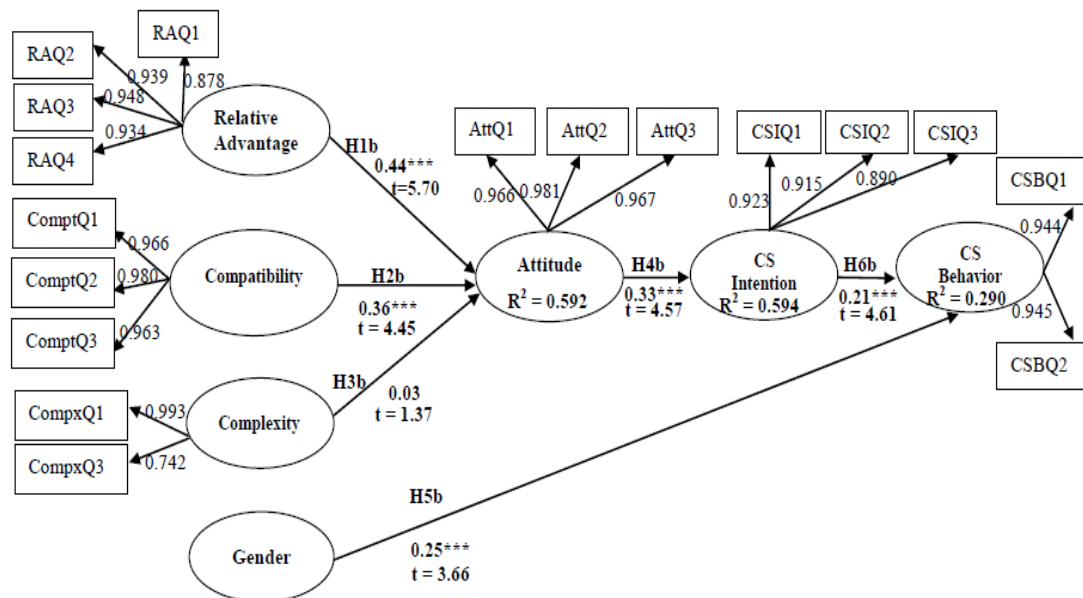 RAQ1
RAQ2
0.939
0.878
RAQ3
0.948
RAQ4
0.934
Relative
Advantage
H1b
0.44***
t=5.70
AttQ1
AttQ2
AttQ3
0.966
0.981
0.967
CSIQ1
CSIQ2
CSIQ3
0.923
0.915
0.890
CSBQ1
0.944
ComptQ1
0.966
ComptQ2
0.980
ComptQ3
0.963
Compatibility
H2b
0.36***
t = 4.45
Attitude
R² = 0.592
H4b
0.33***
t = 4.57
CS
Intention
R² = 0.594
H6b
0.21***
t = 4.61
CS
Behavior
R² = 0.290
0.945
CSBQ2
H3b
0.03
t = 1.37
CompxQ1
0.993
CompxQ3
0.742
Complexity
H5b
0.25***
t = 3.66
Gender